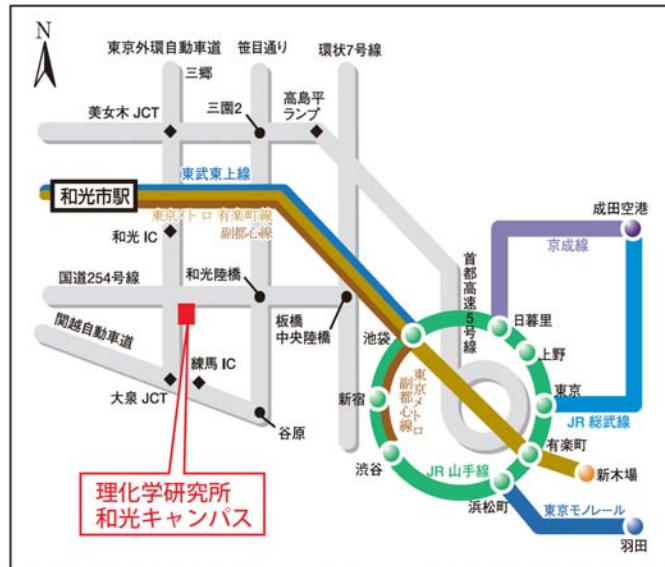 N
東京外環自動車道
笹目通り
環状7号線
三郷
美女木 JCT
三園2
高島平
ランプ
東武東上線
和光市駅
東京メトロ 有楽町線
副都心線
成田空港
京成線
和光 IC
首都高速5号線
国道254号線
和光陸橋
板橋
中央陸橋
池袋
日暮里
上野
関越自動車道
練馬 IC
大泉 JCT
谷原
新宿
東京メトロ
副都心線
東京
JR 総武線
有楽町
渋谷
JR 山手線
新木場
浜松町
東京モノレール
羽田
理化学研究所
和光キャンパス